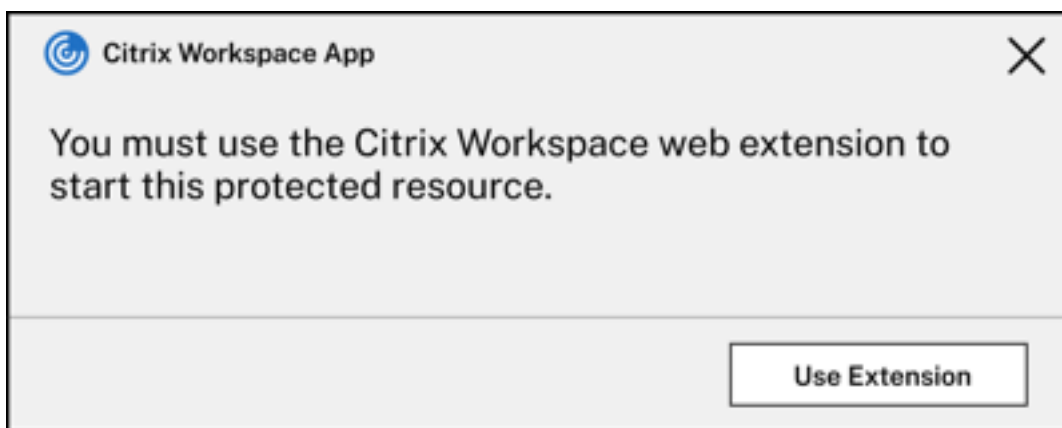 Citrix Workspace App
You must use the Citrix Workspace web extension to
start this protected resource.
Use Extension